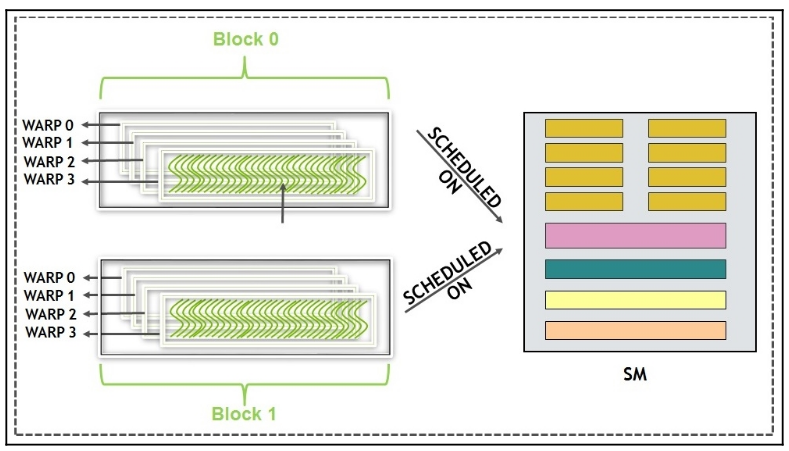 Block 0
WARP 0
WARP 1
WARP 2
WARP 3
SCHEDULED
ON
WARP 0
WARP 1
WARP 2
WARP 3
SCHEDULED
ON
Block 1
SM